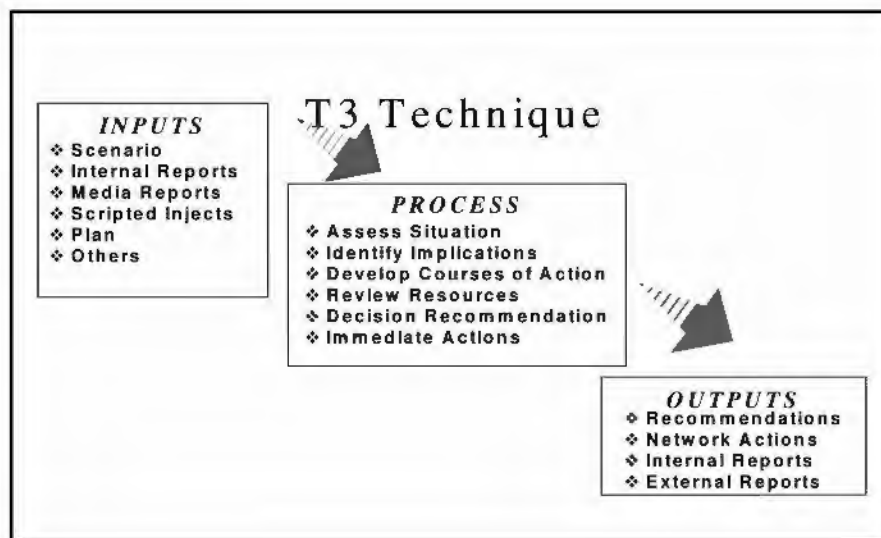 T3 Technique
INPUTS
❖ Scenario
❖ Internal Reports
❖ Media Reports
❖ Scripted Injects
❖ Plan
❖ Others
PROCESS
❖ Assess Situation
❖ Identify Implications
❖ Develop Courses of Action
❖ Review Resources
❖ Decision Recommendation
❖ Immediate Actions
OUTPUTS
❖ Recommendations
❖ Network Actions
❖ Internal Reports
❖ External Reports